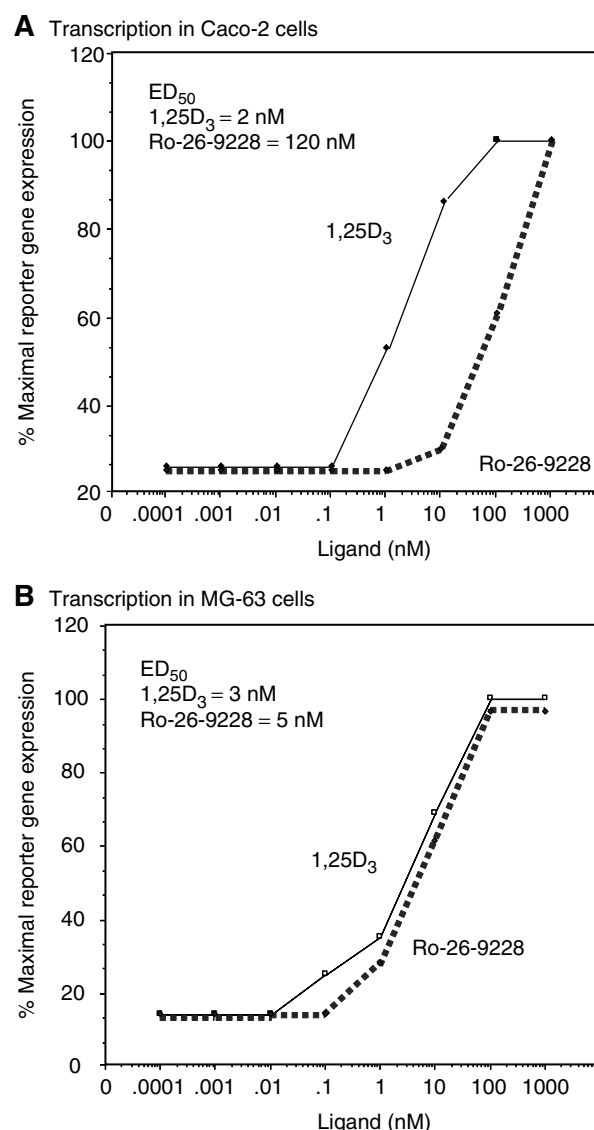 A Transcription in Caco-2 cells
% Maximal reporter gene expression
120
100
80
60
40
20
ED50
1,25D3 = 2 nM
Ro-26-9228 = 120 nM
1,25D3
Ro-26-9228
0 .0001 .001 .01 .1 1 10 100 1000
Ligand (nM)
B Transcription in MG-63 cells
% Maximal reporter gene expression
120
100
80
60
40
20
0
ED50
1,25D3 = 3 nM
Ro-26-9228 = 5 nM
1,25D3
Ro-26-9228
0 .0001 .001 .01 .1 1 10 100 1000
Ligand (nM)